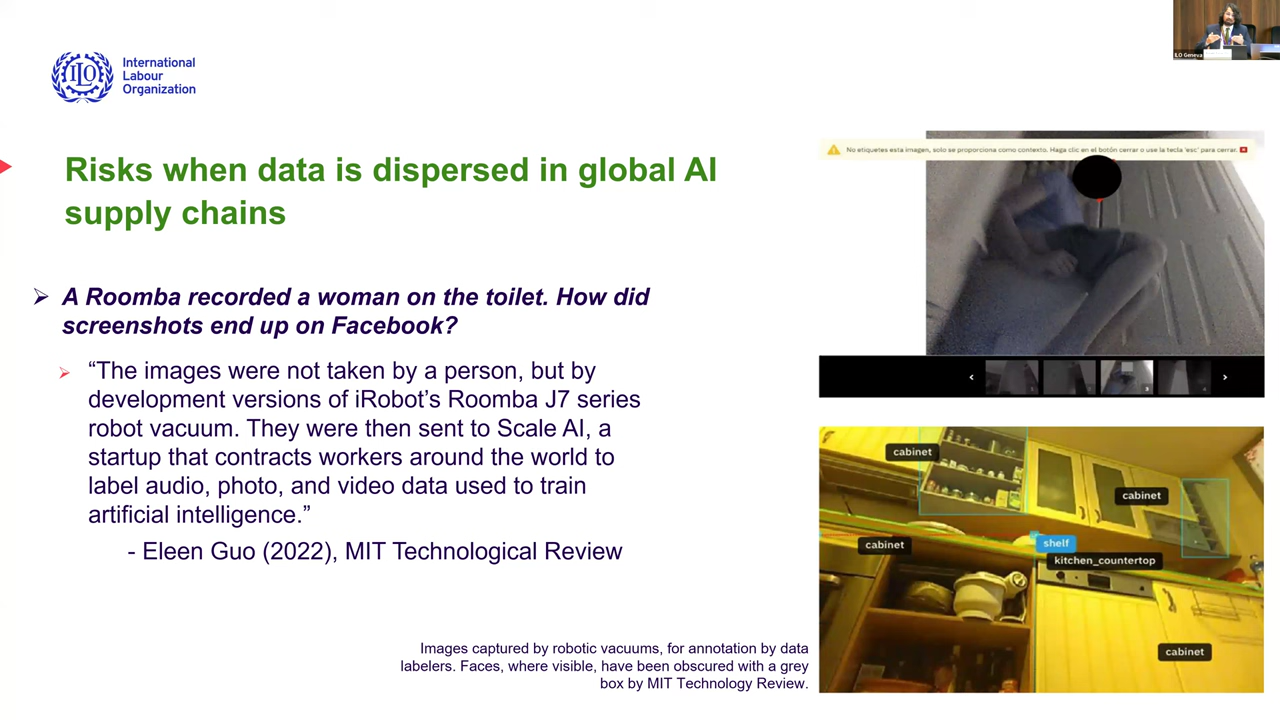 ILO Geneva
International
Labour
Organization
Risks when data is dispersed in global AI
supply chains
A Roomba recorded a woman on the toilet. How did
screenshots end up on Facebook?
“The images were not taken by a person, but by
development versions of iRobot’s Roomba J7 series
robot vacuum. They were then sent to Scale AI, a
startup that contracts workers around the world to
label audio, photo, and video data used to train
artificial intelligence.”
- Eleen Guo (2022), MIT Technological Review
No etiquetes esta imagen, solo se proporciona como contexto. Haga clic en el botón cerrar o use la tecla 'esc' para cerrar.
cabinet
cabinet
cabinet
shelf
kitchen_countertop
cabinet
Images captured by robotic vacuums, for annotation by data
labelers. Faces, where visible, have been obscured with a grey
box by MIT Technology Review.